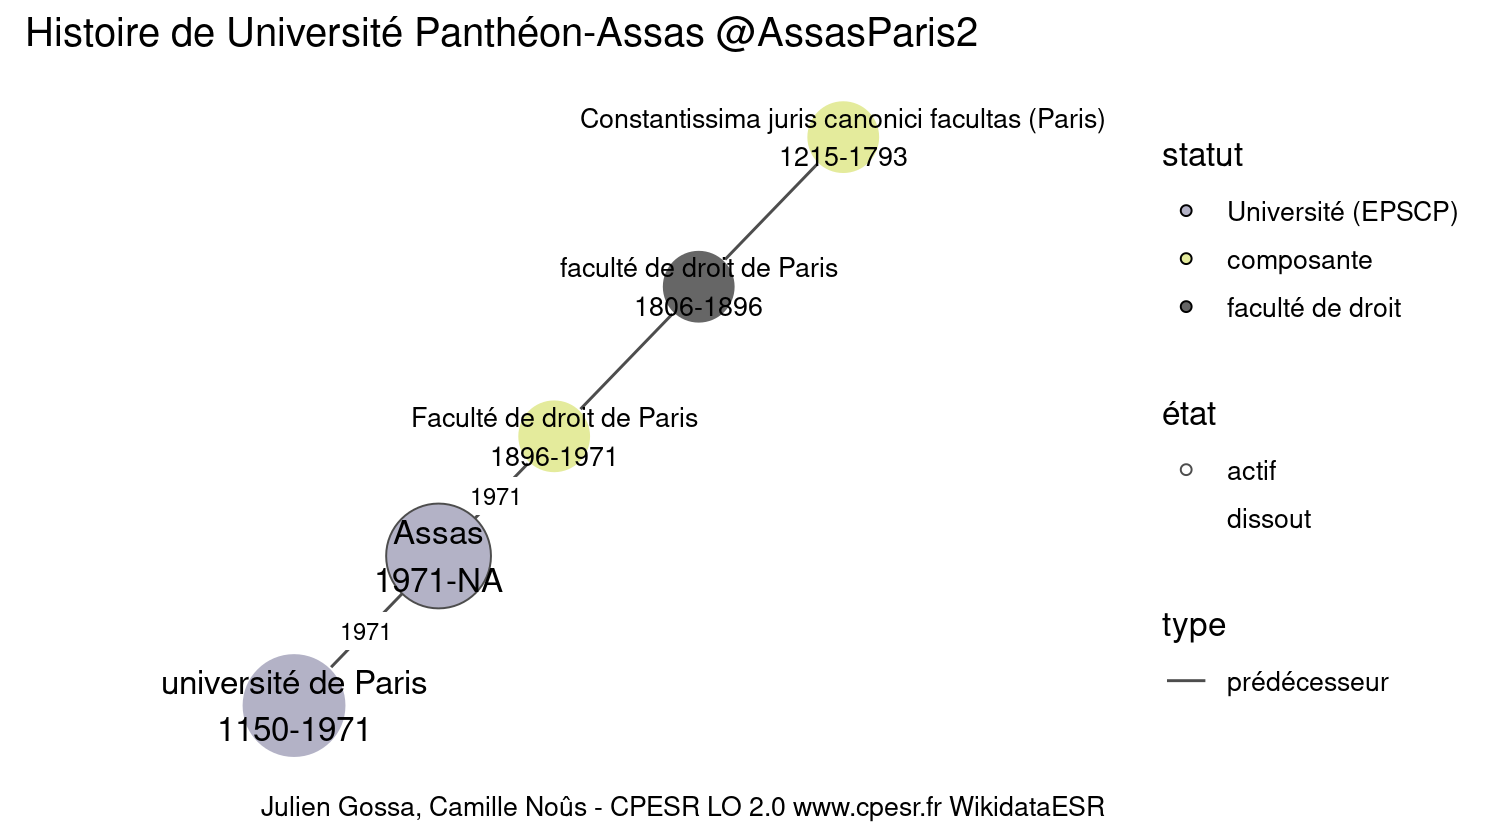 Histoire de Université Panthéon-Assas @AssasParis2
Constantissima juris canonici facultas (Paris)
1215-1793
faculté de droit de Paris
1806-1896
Faculté de droit de Paris
1896-1971
1971
Assas
1971-NA
1971
université de Paris
1150-1971
statut
Université (EPSCP)
composante
faculté de droit
état
actif
dissout
type
prédécesseur
Julien Gossa, Camille Noûs - CPESR LO 2.0 www.cpesr.fr WikidataESR